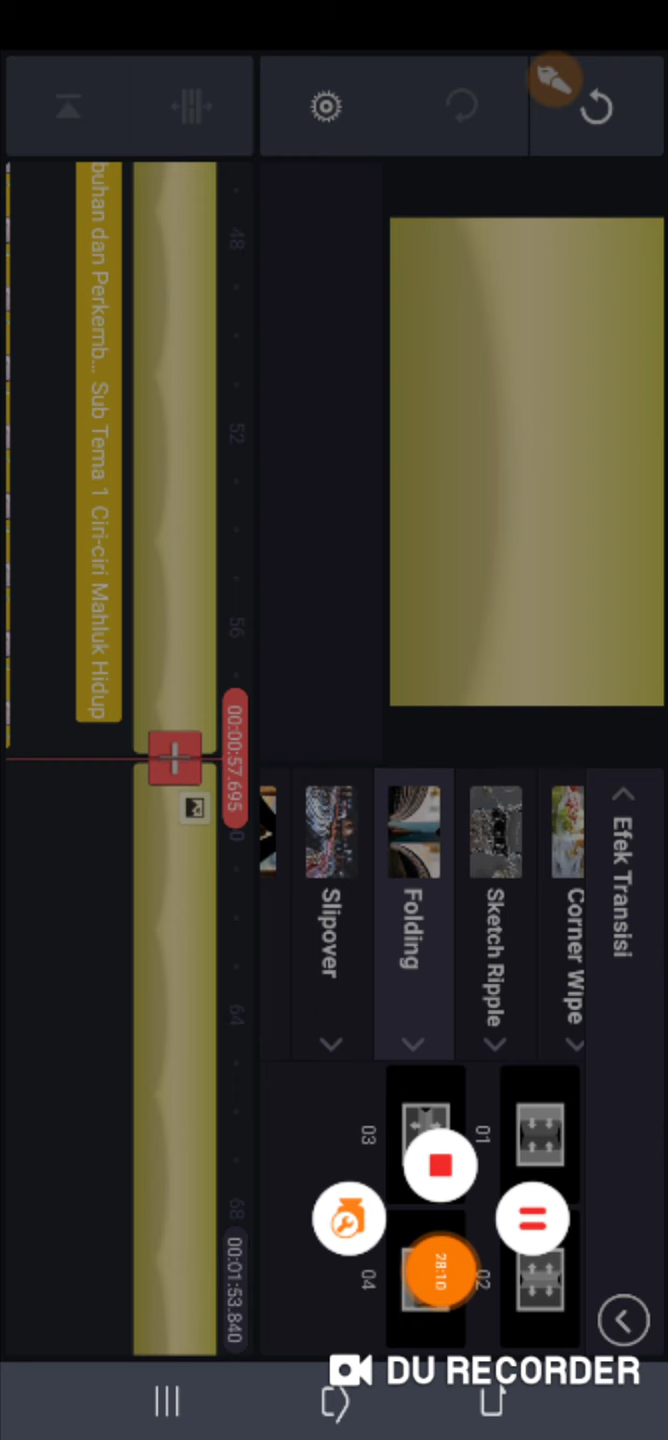 Efek Transisi
Corner Wipe
Sketch Ripple
Folding
Slipover
01
02
03
04
48
52
56
64
68
00:00:57.695
00:01:53.840
buhan dan Perkemb... Sub Tema 1 Ciri-ciri Mahluk Hidup
28:10
DU RECORDER